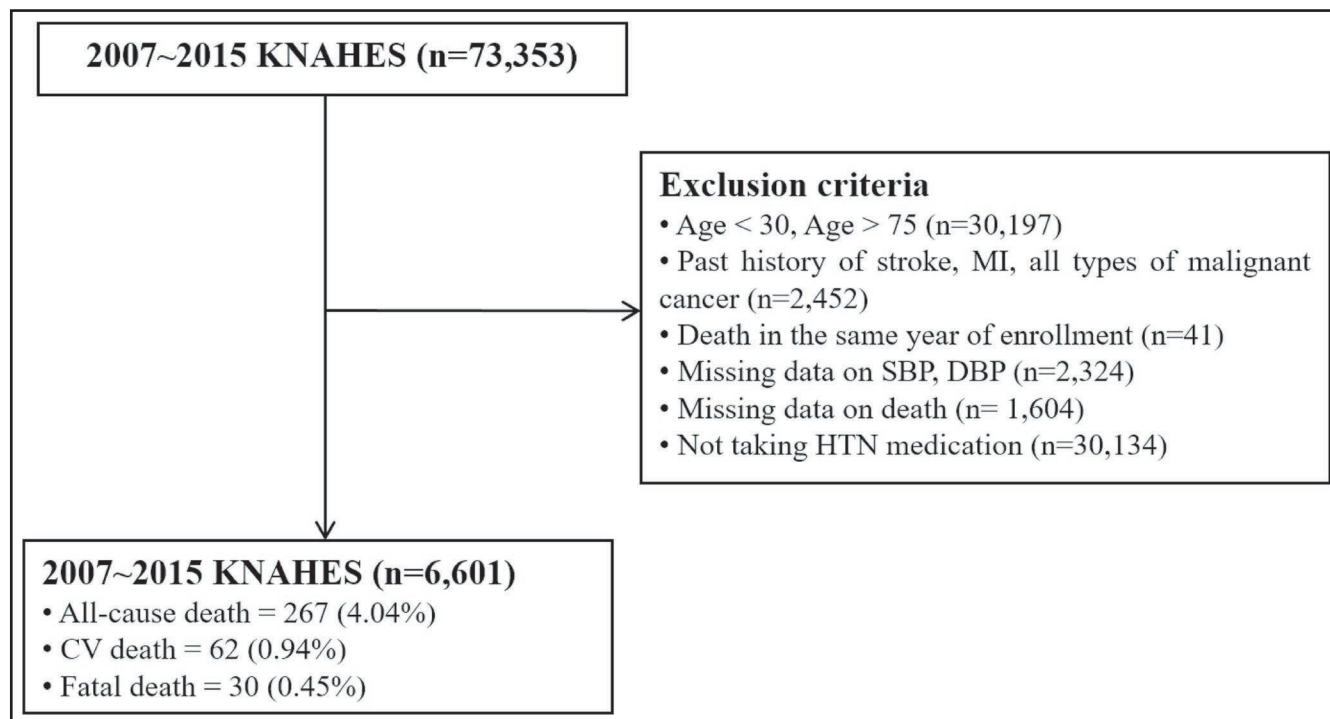 2007~2015 KNAHES (n=73,353)
Exclusion criteria
• Age < 30, Age > 75 (n=30,197)
• Past history of stroke, MI, all types of malignant
cancer (n=2,452)
• Death in the same year of enrollment (n=41)
• Missing data on SBP, DBP (n=2,324)
• Missing data on death (n= 1,604)
• Not taking HTN medication (n=30,134)
2007~2015 KNAHES (n=6,601)
• All-cause death = 267 (4.04%)
• CV death = 62 (0.94%)
• Fatal death = 30 (0.45%)